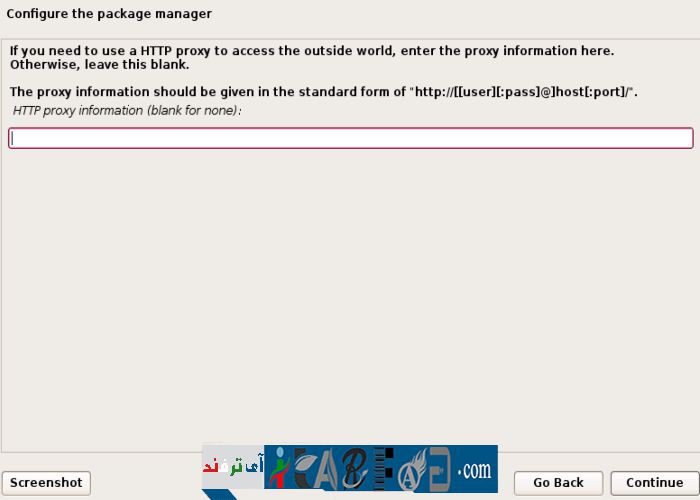 Configure the package manager
If you need to use a HTTP proxy to access the outside world, enter the proxy information here.
Otherwise, leave this blank.
The proxy information should be given in the standard form of "http://[[user][:pass]@]host[:port]/".
HTTP proxy information (blank for none):
آی ترفند
.com
Screenshot
Go Back
Continue